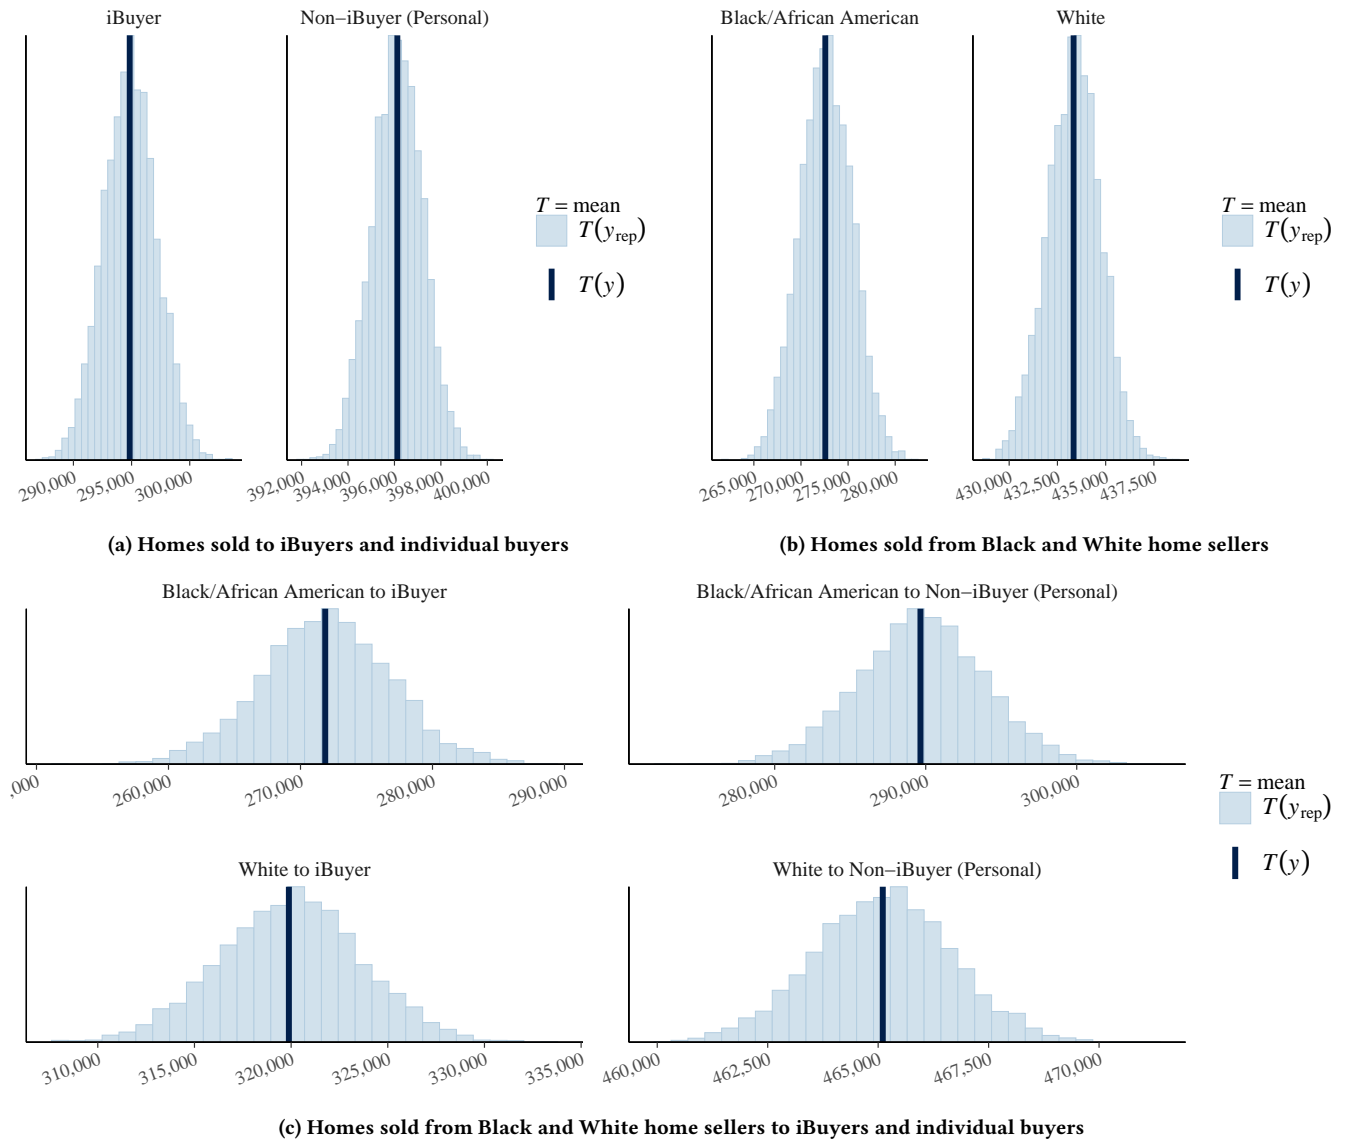 iBuyer
Non−iBuyer (Personal)
290,000 295,000 300,000
392,000 394,000 396,000 398,000 400,000
T = mean
T(yrep)
T(y)
(a) Homes sold to iBuyers and individual buyers
Black/African American
White
265,000 270,000 275,000 280,000
430,000 432,500 435,000 437,500
T = mean
T(yrep)
T(y)
(b) Homes sold from Black and White home sellers
Black/African American to iBuyer
,000 260,000 270,000 280,000 290,000
Black/African American to Non−iBuyer (Personal)
280,000 290,000 300,000
White to iBuyer
310,000 315,000 320,000 325,000 330,000 335,000
White to Non−iBuyer (Personal)
460,000 462,500 465,000 467,500 470,000
T = mean
T(yrep)
T(y)
(c) Homes sold from Black and White home sellers to iBuyers and individual buyers